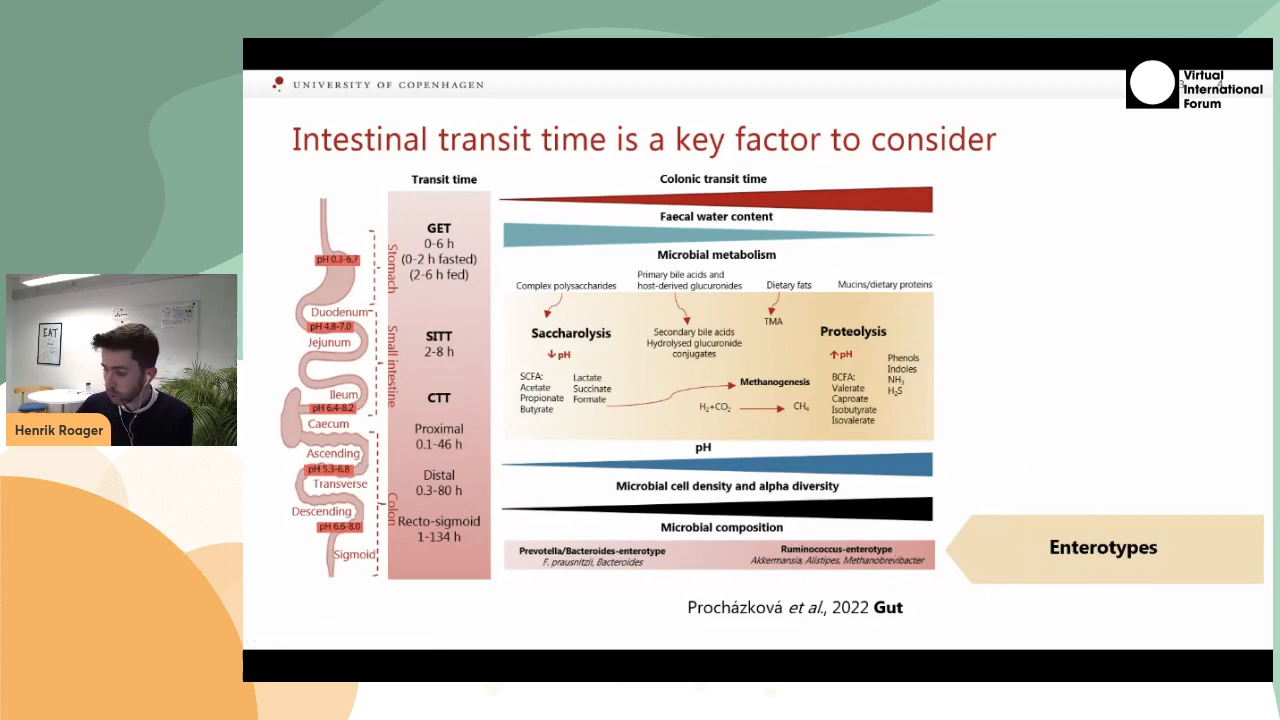 UNIVERSITY OF COPENHAGEN
Virtual
International
Forum
Intestinal transit time is a key factor to consider
Transit time
GET
0-6 h
(0-2 h fasted)
(2-6 h fed)
SITT
2-8 h
CTT
Proximal
0.1-46 h
Distal
0.3-80 h
Recto-sigmoid
1-134 h
pH 0.3-6.7
Stomach
Duodenum
pH 4.8-7.0
Jejunum
Small intestine
Ileum
pH 6.4-8.2
Caecum
Ascending
pH 5.3-6.8
Transverse
Colon
Descending
pH 6.6-8.0
Sigmoid
Colonic transit time
Faecal water content
Microbial metabolism
Complex polysaccharides
Primary bile acids and
host-derived glucuronides
Dietary fats
Mucins/dietary proteins
Saccharolysis
↓pH
SCFA:
Acetate
Propionate
Butyrate
Lactate
Succinate
Formate
Secondary bile acids
Hydrolysed glucuronide
conjugates
TMA
Methanogenesis
H₂+CO₂
CH₄
Proteolysis
↑pH
BCFA:
Valerate
Caproate
Isobutyrate
Isovalerate
Phenols
Indoles
NH₃
H₂S
pH
Microbial cell density and alpha diversity
Microbial composition
Prevotella/Bacteroides-enterotype
F. prausnitzii, Bacteroides
Ruminococcus-enterotype
Akkermansia, Alistipes, Methanobrevibacter
Enterotypes
Procházková et al., 2022 Gut
EAT
Henrik Roager